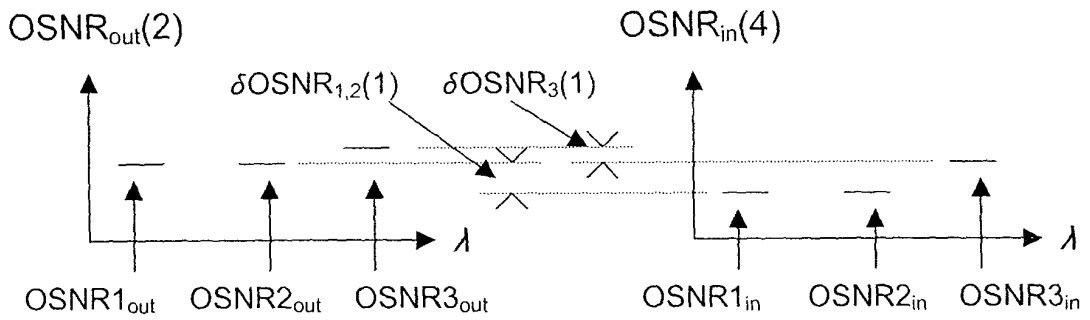 OSNRout(2)
OSNRin(4)
δOSNR1,2(1)
δOSNR3(1)
λ
λ
OSNR1out
OSNR2out
OSNR3out
OSNR1in
OSNR2in
OSNR3in